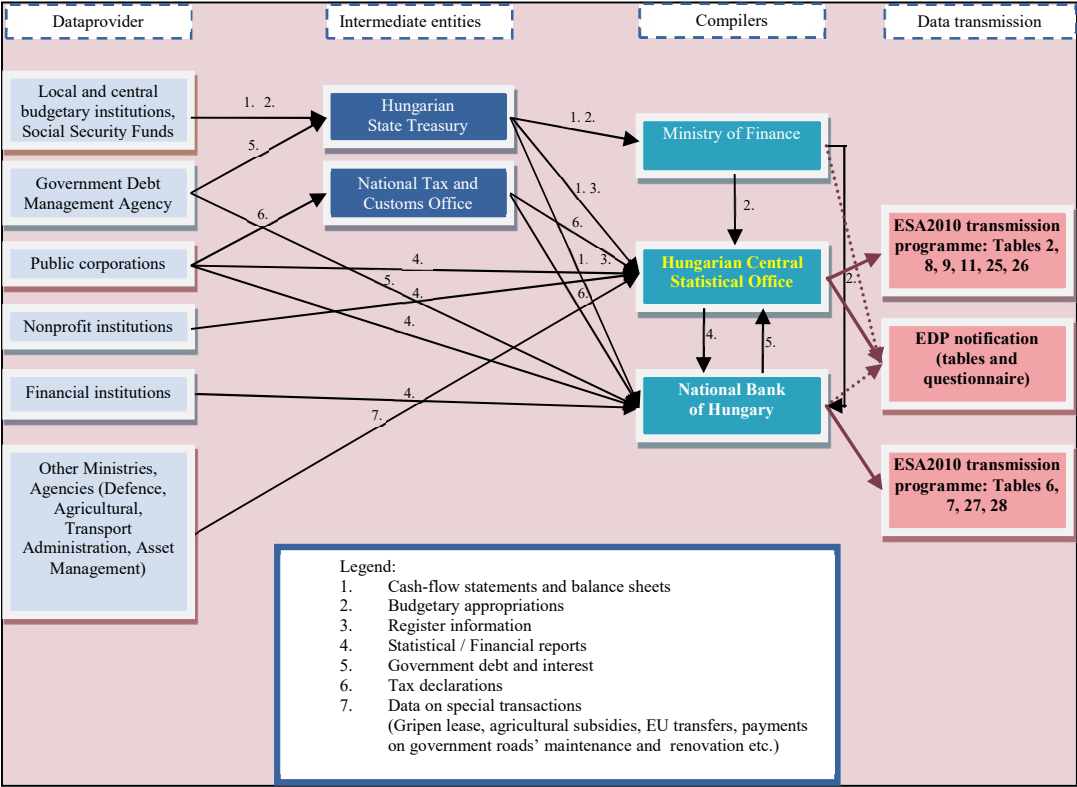 Dataprovider
Intermediate entities
Compilers
Data transmission
Local and central
budgetary institutions,
Social Security Funds
Government Debt
Management Agency
Public corporations
Nonprofit institutions
Financial institutions
Other Ministries,
Agencies (Defence,
Agricultural,
Transport
Administration, Asset
Management)
1. 2.
5.
6.
4.
5.
4.
4.
4.
7.
Hungarian
State Treasury
National Tax and
Customs Office
1. 2.
1. 3.
6.
1. 3.
6.
Ministry of Finance
2.
Hungarian Central
Statistical Office
2.
4.
5.
National Bank
of Hungary
ESA2010 transmission
programme: Tables 2,
8, 9, 11, 25, 26
EDP notification
(tables and
questionnaire)
ESA2010 transmission
programme: Tables 6,
7, 27, 28
Legend:
1. Cash-flow statements and balance sheets
2. Budgetary appropriations
3. Register information
4. Statistical / Financial reports
5. Government debt and interest
6. Tax declarations
7. Data on special transactions
(Gripen lease, agricultural subsidies, EU transfers, payments
on government roads’ maintenance and renovation etc.)